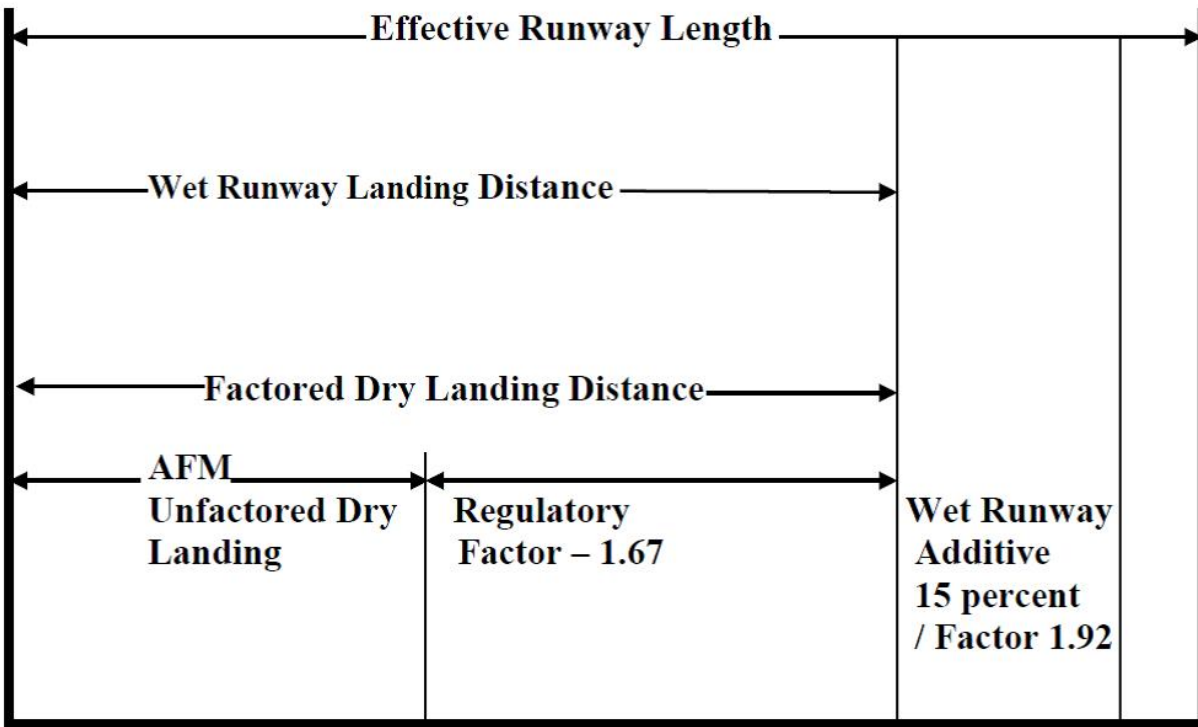 Effective Runway Length
Wet Runway Landing Distance
Factored Dry Landing Distance
AFM
Unfactored Dry
Landing
Regulatory
Factor – 1.67
Wet Runway
Additive
15 percent
/ Factor 1.92